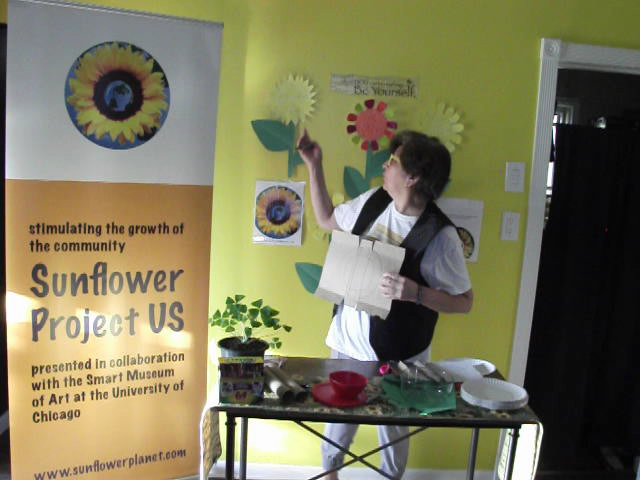 stimulating the growth of
the community
Sunflower
Project US
presented in collaboration
with the Smart Museum
of Art at the University of
Chicago
www.sunflowerplanet.com
Be Yourself.
64